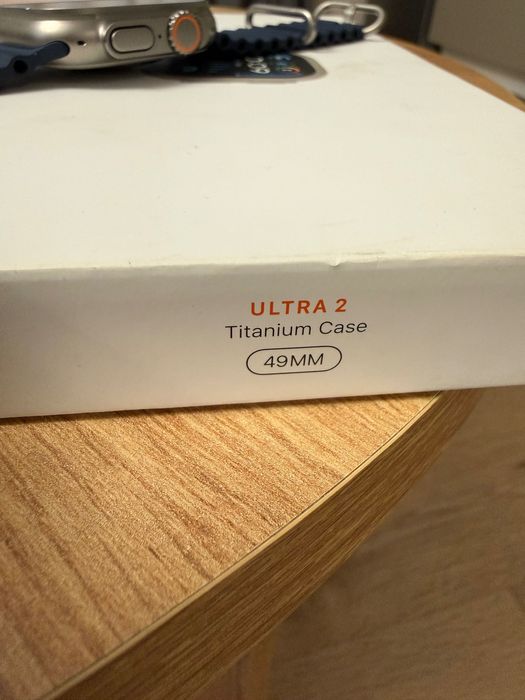 ULTRA 2
Titanium Case
49MM